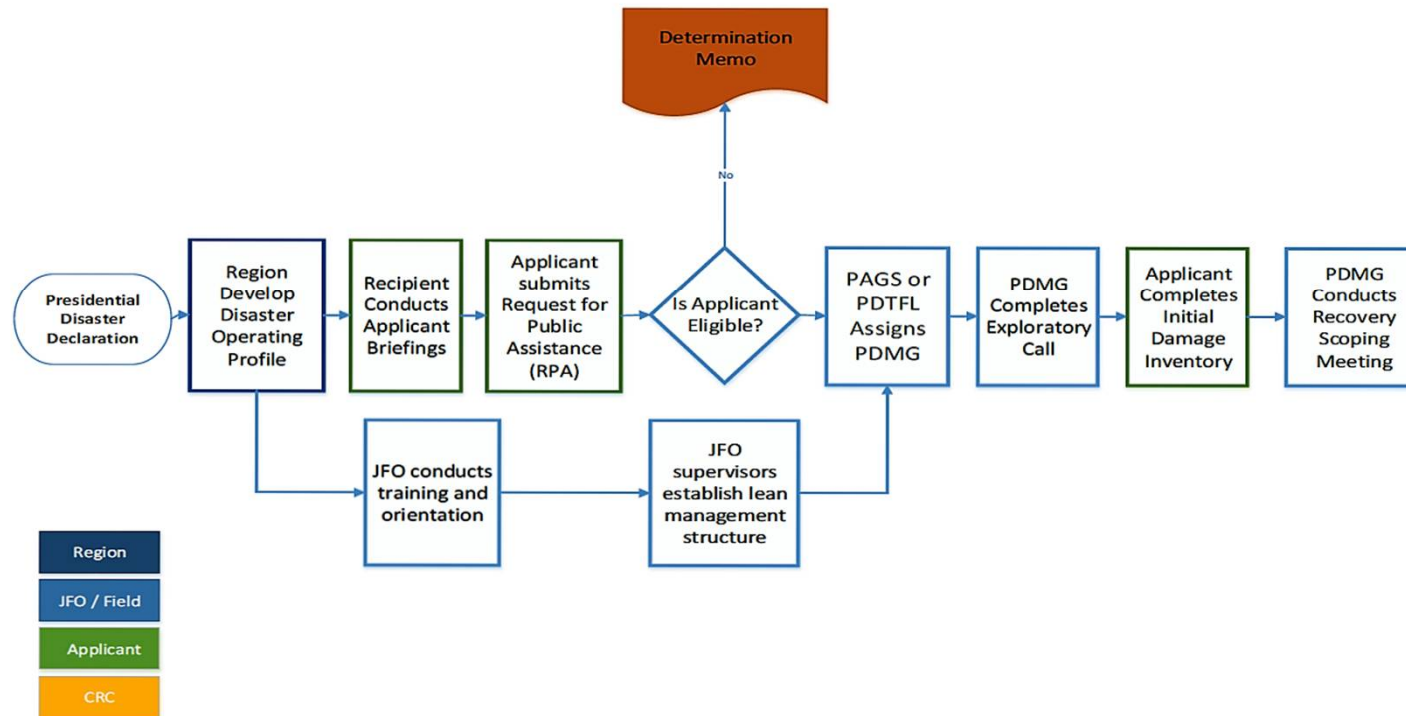 Determination
Memo
No
Presidential
Disaster
Declaration
Region
Develop
Disaster
Operating
Profile
Recipient
Conducts
Applicant
Briefings
Applicant
submits
Request for
Public
Assistance
(RPA)
Is Applicant
Eligible?
PAGS or
PDTFL
Assigns
PDMG
PDMG
Completes
Exploratory
Call
Applicant
Completes
Initial
Damage
Inventory
PDMG
Conducts
Recovery
Scoping
Meeting
JFO conducts
training and
orientation
JFO
supervisors
establish lean
management
structure
Region
JFO / Field
Applicant
CRC